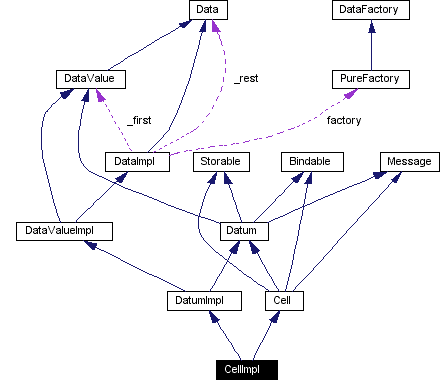 Data
DataFactory
DataValue
PureFactory
_rest
_first
factory
DataImpl
Storable
Bindable
Message
DataValueImpl
Datum
DatumImpl
Cell
CellImpl